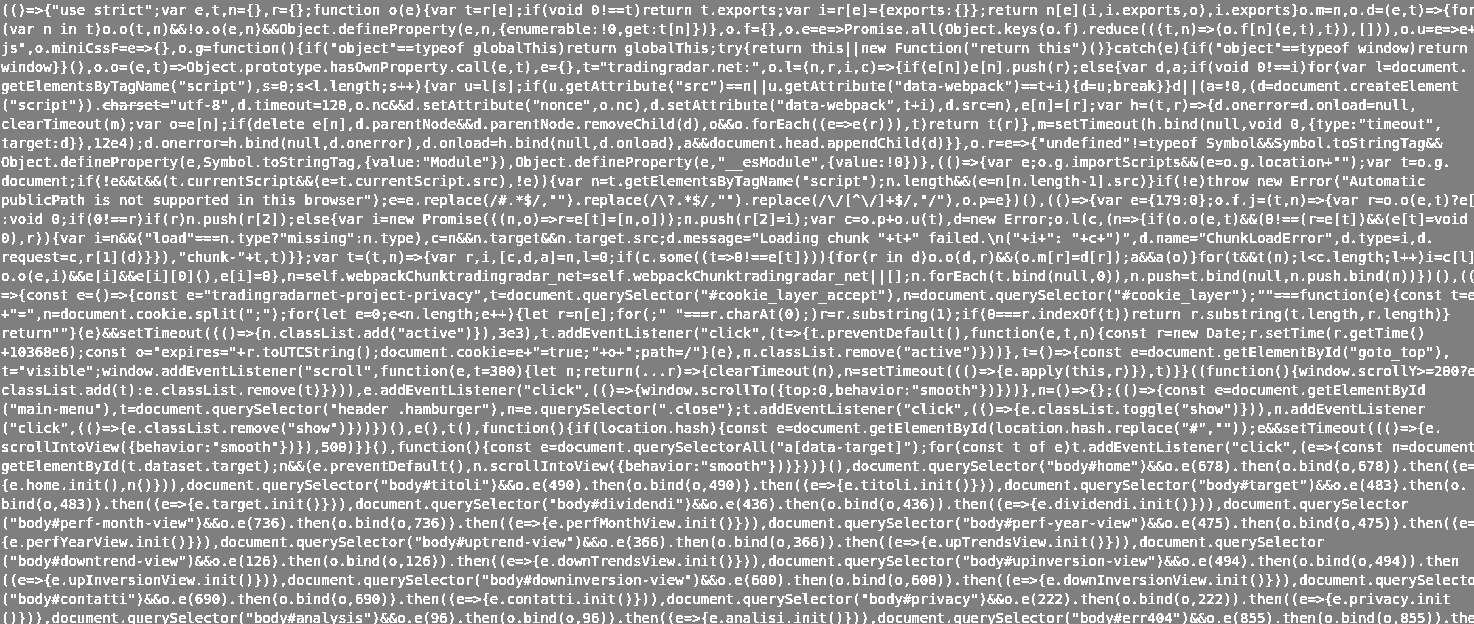 (()=>{"use strict";var e,t,n={},r={};function o(e){var t=r[e];if(void 0!==t)return t.exports;var i=r[e]={exports:{}};return n[e](i,i.exports,o),i.exports}o.m=n,o.d=(e,t)=>{for
(var n in t)o.o(t,n)&&!o.o(e,n)&&Object.defineProperty(e,n,{enumerable:!0,get:t[n]})},o.f={},o.e=e=>Promise.all(Object.keys(o.f).reduce(((t,n)=>(o.f[n](e,t),t)),[])),o.u=e=>e+
js",o.miniCssF=e=>{},o.g=function(){if("object"==typeof globalThis)return globalThis;try{return this||new Function("return this")()}catch(e){if("object"==typeof window)return
window}}(),o.o=(e,t)=>Object.prototype.hasOwnProperty.call(e,t),e={},t="tradingradar.net:",o.l=(n,r,i,c)=>{if(e[n])e[n].push(r);else{var d,a;if(void 0!==i)for(var l=document.
getElementsByTagName("script"),s=0;s<l.length;s++){var u=l[s];if(u.getAttribute("src")==n||u.getAttribute("data-webpack")==t+i){d=u;break}}d||(a=!0,(d=document.createElement
("script")).charset="utf-8",d.timeout=120,o.nc&&d.setAttribute("nonce",o.nc),d.setAttribute("data-webpack",t+i),d.src=n),e[n]=[r];var h=(t,r)=>{d.onerror=d.onload=null,
clearTimeout(m);var o=e[n];if(delete e[n],d.parentNode&&d.parentNode.removeChild(d),o&&o.forEach((e=>e(r))),t)return t(r)},m=setTimeout(h.bind(null,void 0,{type:"timeout",
target:d}),12e4);d.onerror=h.bind(null,d.onerror),d.onload=h.bind(null,d.onload),a&&document.head.appendChild(d)}},o.r=e=>{"undefined"!=typeof Symbol&&Symbol.toStringTag&&
Object.defineProperty(e,Symbol.toStringTag,{value:"Module"}),Object.defineProperty(e,"__esModule",{value:!0})},(()=>{var e;o.g.importScripts&&(e=o.g.location+"");var t=o.g.
document;if(!e&&t&&(t.currentScript&&(e=t.currentScript.src),!e)){var n=t.getElementsByTagName("script");n.length&&(e=n[n.length-1].src)}if(!e)throw new Error("Automatic
publicPath is not supported in this browser");e=e.replace(/#.*$/,"").replace(/\?.*$/,"").replace(/\/[^\/]+$/,"/"),o.p=e})(),(()=>{var e={179:0};o.f.j=(t,n)=>{var r=o.o(e,t)?e[
:void 0;if(0!==r)if(r)n.push(r[2]);else{var i=new Promise(((n,o)=>r=e[t]=[n,o]));n.push(r[2]=i);var c=o.p+o.u(t),d=new Error;o.l(c,(n=>{if(o.o(e,t)&&(0!==(r=e[t])&&(e[t]=void
0),r)){var i=n&&("load"===n.type?"missing":n.type),c=n&&n.target&&n.target.src;d.message="Loading chunk "+t+" failed.\n("+i+": "+c+")",d.name="ChunkLoadError",d.type=i,d.
request=c,r[1](d)}}),"chunk-"+t,t)}};var t=(t,n)=>{var r,i,[c,d,a]=n,l=0;if(c.some((t=>0!==e[t]))){for(r in d)o.o(d,r)&&(o.m[r]=d[r]);a&&a(o)}for(t&&t(n);l<c.length;l++)i=c[l]
o.o(e,i)&&e[i]&&e[i][0](),e[i]=0},n=self.webpackChunktradingradar_net=self.webpackChunktradingradar_net||[];n.forEach(t.bind(null,0)),n.push=t.bind(null,n.push.bind(n))})(),((
=>{const e=()=>{const e="tradingradarnet-project-privacy",t=document.querySelector("#cookie_layer_accept"),n=document.querySelector("#cookie_layer");""===function(e){const t=e
+"=",n=document.cookie.split(";");for(let e=0;e<n.length;e++){let r=n[e];for(;" "===r.charAt(0);)r=r.substring(1);if(0===r.indexOf(t))return r.substring(t.length,r.length)}
return""}(e)&&setTimeout((()=>{n.classList.add("active")}),3e3),t.addEventListener("click",(t=>{t.preventDefault(),function(e,t,n){const r=new Date;r.setTime(r.getTime()
+10368e6);const o="expires="+r.toUTCString();document.cookie=e+"=true;"+o+";path=/"}(e),n.classList.remove("active")}))},t=()=>{const e=document.getElementById("goto_top"),
t="visible";window.addEventListener("scroll",function(e,t=300){let n;return(...r)=>{clearTimeout(n),n=setTimeout((()=>{e.apply(this,r)}),t)}}((function(){window.scrollY>=200?e
classList.add(t):e.classList.remove(t)}))),e.addEventListener("click",(()=>{window.scrollTo({top:0,behavior:"smooth"})}))},n=()=>{};(()=>{const e=document.getElementById
("main-menu"),t=document.querySelector("header .hamburger"),n=e.querySelector(".close");t.addEventListener("click",(()=>{e.classList.toggle("show")})),n.addEventListener
("click",(()=>{e.classList.remove("show")}))})(),e(),t(),function(){if(location.hash){const e=document.getElementById(location.hash.replace("#",""));e&&setTimeout((()=>{e.
scrollIntoView({behavior:"smooth"})}),500)}}(),function(){const e=document.querySelectorAll("a[data-target]");for(const t of e)t.addEventListener("click",(e=>{const n=document
getElementById(t.dataset.target);n&&(e.preventDefault(),n.scrollIntoView({behavior:"smooth"}))}))}(),document.querySelector("body#home")&&o.e(678).then(o.bind(o,678)).then((e=
{e.home.init(),n()})),document.querySelector("body#titoli")&&o.e(490).then(o.bind(o,490)).then((e=>{e.titoli.init()})),document.querySelector("body#target")&&o.e(483).then(o.
bind(o,483)).then((e=>{e.target.init()})),document.querySelector("body#dividendi")&&o.e(436).then(o.bind(o,436)).then((e=>{e.dividendi.init()})),document.querySelector
("body#perf-month-view")&&o.e(736).then(o.bind(o,736)).then((e=>{e.perfMonthView.init()})),document.querySelector("body#perf-year-view")&&o.e(475).then(o.bind(o,475)).then((e=
{e.perfYearView.init()})),document.querySelector("body#uptrend-view")&&o.e(366).then(o.bind(o,366)).then((e=>{e.upTrendsView.init()})),document.querySelector
("body#downtrend-view")&&o.e(126).then(o.bind(o,126)).then((e=>{e.downTrendsView.init()})),document.querySelector("body#upinversion-view")&&o.e(494).then(o.bind(o,494)).then
((e=>{e.upInversionView.init()})),document.querySelector("body#downinversion-view")&&o.e(600).then(o.bind(o,600)).then((e=>{e.downInversionView.init()})),document.querySelecto
("body#contatti")&&o.e(690).then(o.bind(o,690)).then((e=>{e.contatti.init()})),document.querySelector("body#privacy")&&o.e(222).then(o.bind(o,222)).then((e=>{e.privacy.init
()})),document.querySelector("body#analysis")&&o.e(96).then(o.bind(o,96)).then((e=>{e.analisi.init()})),document.querySelector("body#err404")&&o.e(855).then(o.bind(o,855)).the